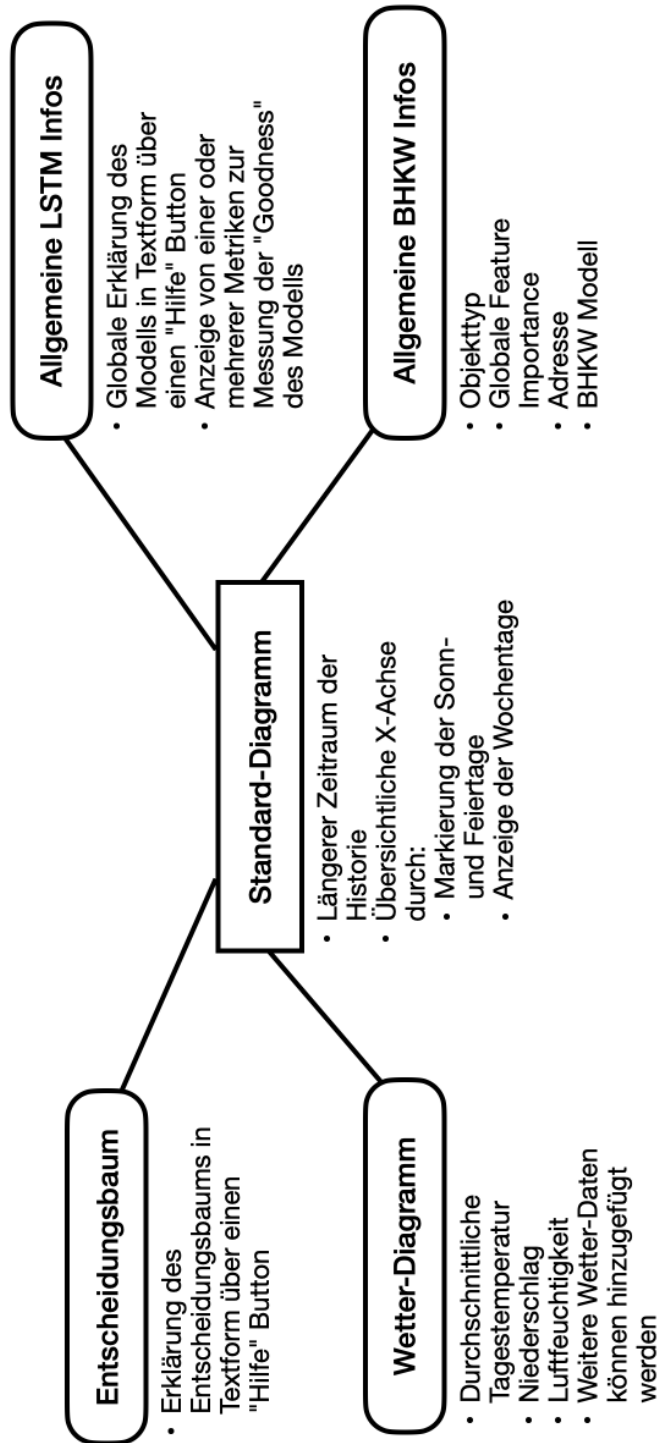 Entscheidungsbaum
• Erklärung des
Entscheidungsbaums in
Textform über einen
"Hilfe" Button
Allgemeine LSTM Infos
• Globale Erklärung des
Modells in Textform über
einen "Hilfe" Button
• Anzeige von einer oder
mehrerer Metriken zur
Messung der "Goodness"
des Modells
Standard-Diagramm
• Längerer Zeitraum der
Historie
• Übersichtliche X-Achse
durch:
• Markierung der Sonn-
und Feiertage
• Anzeige der Wochentage
Wetter-Diagramm
• Durchschnittliche
Tagestemperatur
• Niederschlag
• Luftfeuchtigkeit
• Weitere Wetter-Daten
können hinzugefügt
werden
Allgemeine BHKW Infos
• Objekttyp
• Globale Feature
Importance
• Adresse
• BHKW Modell